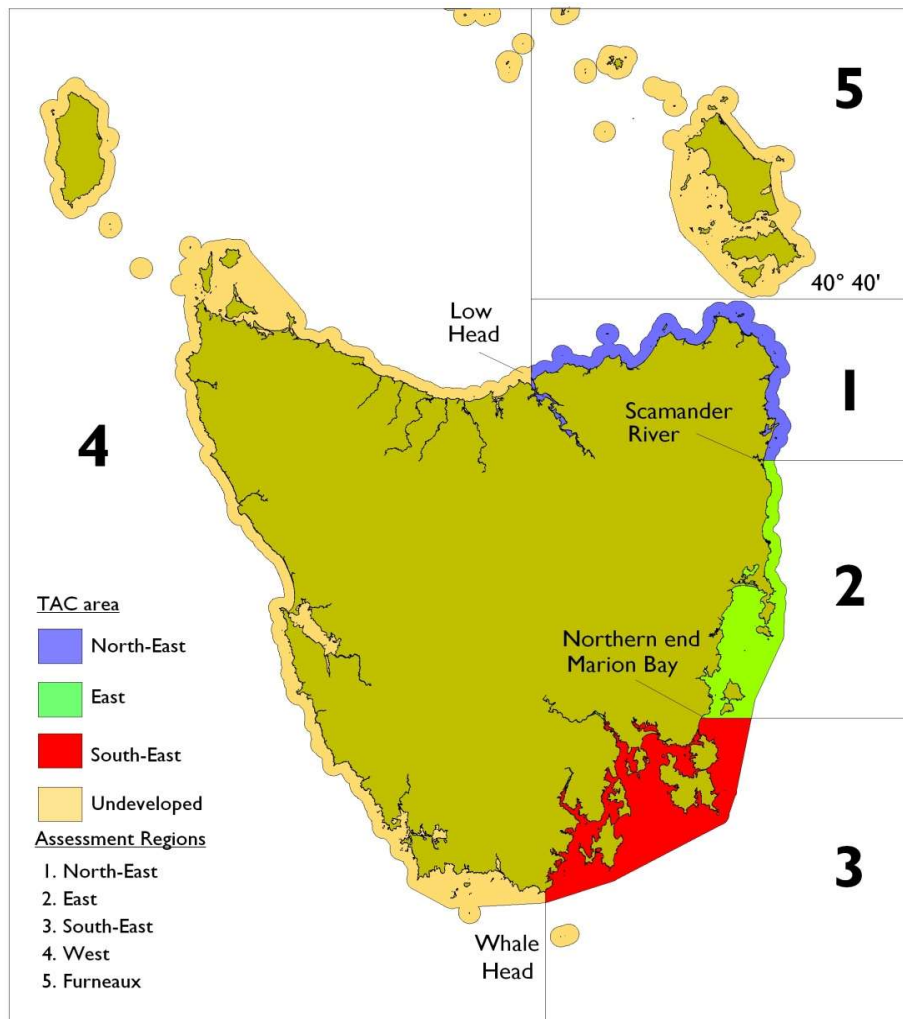 5
40° 40'
Low
Head
1
Scamander
River
4
2
TAC area
North-East
East
South-East
Undeveloped
Northern end
Marion Bay
Assessment Regions
1. North-East
2. East
3. South-East
4. West
5. Furneaux
3
Whale
Head